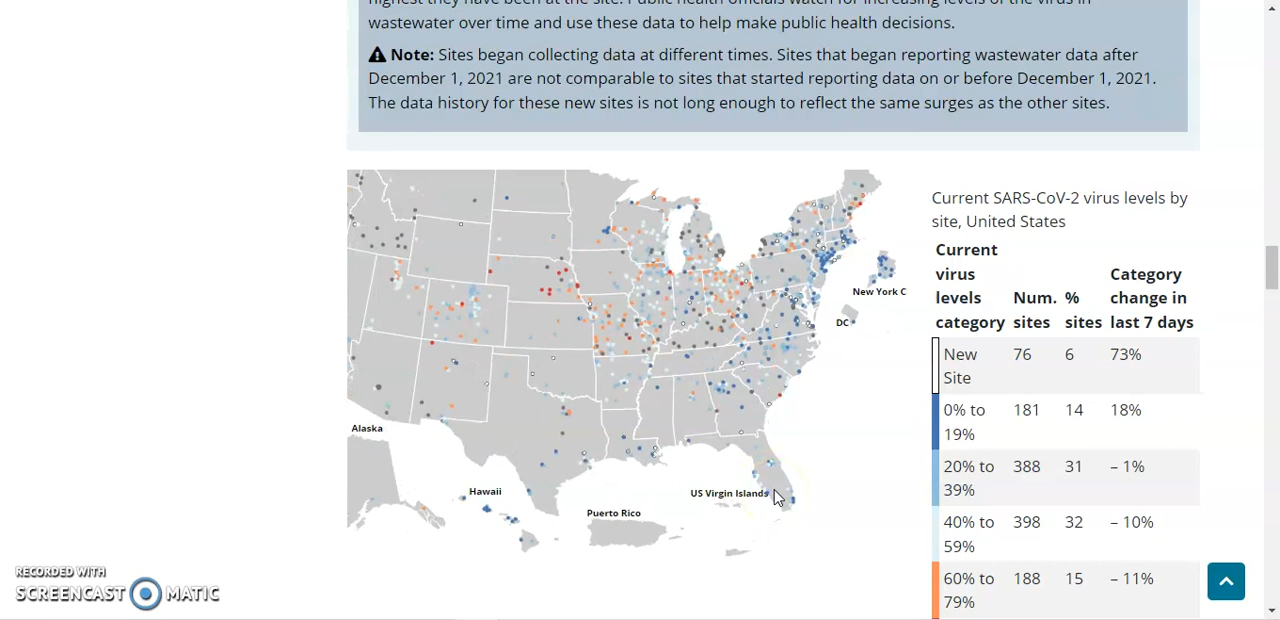 highest they have been at the site. Public health officials watch for increasing levels of the virus in
wastewater over time and use these data to help make public health decisions.
Note: Sites began collecting data at different times. Sites that began reporting wastewater data after
December 1, 2021 are not comparable to sites that started reporting data on or before December 1, 2021.
The data history for these new sites is not long enough to reflect the same surges as the other sites.
New York C
DC
Alaska
Hawaii
US Virgin Islands
Puerto Rico
Current SARS-CoV-2 virus levels by
site, United States
Current
virus
levels
category
Num.
sites
%
sites
Category
change in
last 7 days
New
Site
76
6
73%
0% to
19%
181
14
18%
20% to
39%
388
31
– 1%
40% to
59%
398
32
– 10%
60% to
79%
188
15
– 11%
RECORDED WITH
SCREENCAST MATIC